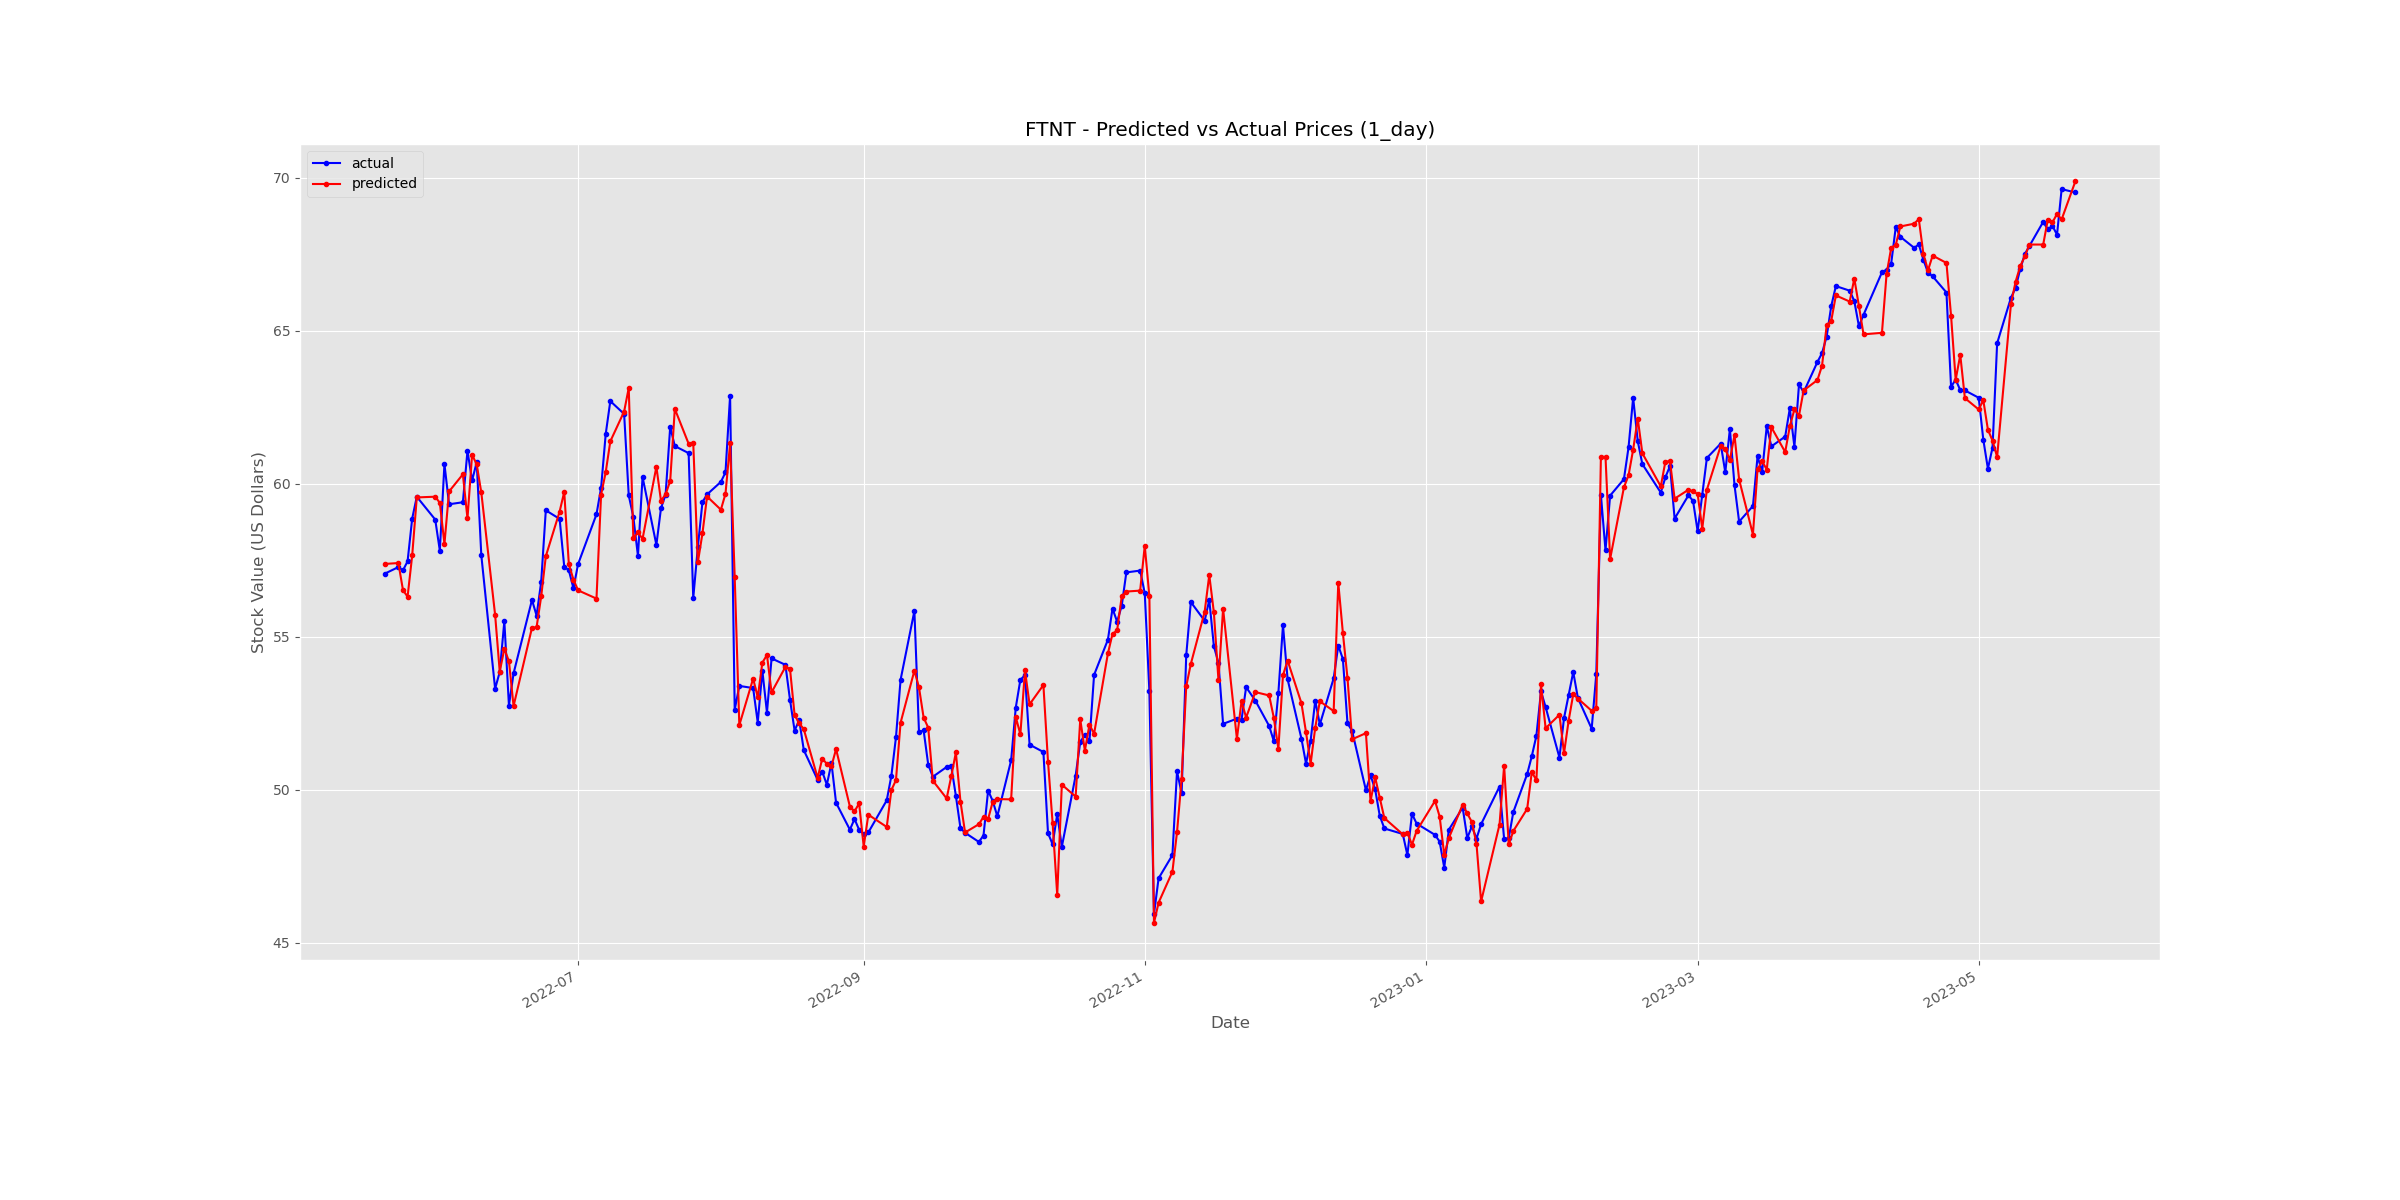 FTNT - Predicted vs Actual Prices (1_day)
actual
predicted
70
65
60
55
50
45
Stock Value (US Dollars)
2022-07
2022-09
2022-11
2023-01
2023-03
2023-05
Date